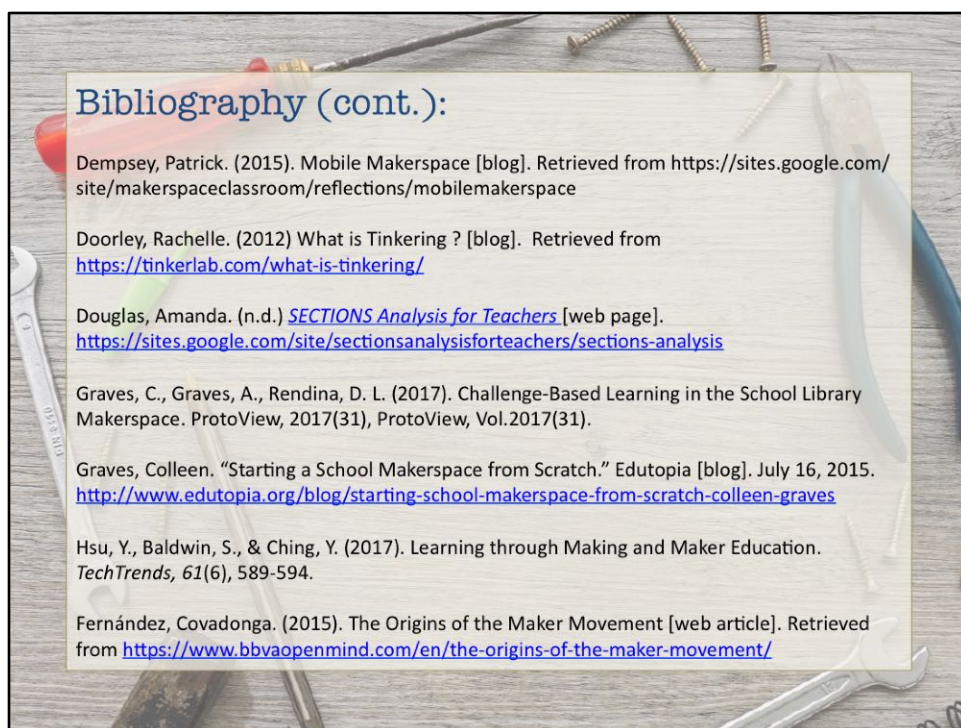 Bibliography (cont.):
Dempsey, Patrick. (2015). Mobile Makerspace [blog]. Retrieved from https://sites.google.com/
site/makerspaceclassroom/reflections/mobilemakerspace
Doorley, Rachelle. (2012) What is Tinkering ? [blog].  Retrieved from
https://tinkerlab.com/what-is-tinkering/
Douglas, Amanda. (n.d.) SECTIONS Analysis for Teachers [web page].
https://sites.google.com/site/sectionsanalysisforteachers/sections-analysis
Graves, C., Graves, A., Rendina, D. L. (2017). Challenge-Based Learning in the School Library
Makerspace. ProtoView, 2017(31), ProtoView, Vol.2017(31).
Graves, Colleen. “Starting a School Makerspace from Scratch.” Edutopia [blog]. July 16, 2015.
http://www.edutopia.org/blog/starting-school-makerspace-from-scratch-colleen-graves
Hsu, Y., Baldwin, S., & Ching, Y. (2017). Learning through Making and Maker Education.
TechTrends, 61(6), 589-594.
Fernández, Covadonga. (2015). The Origins of the Maker Movement [web article]. Retrieved
from https://www.bbvaopenmind.com/en/the-origins-of-the-maker-movement/